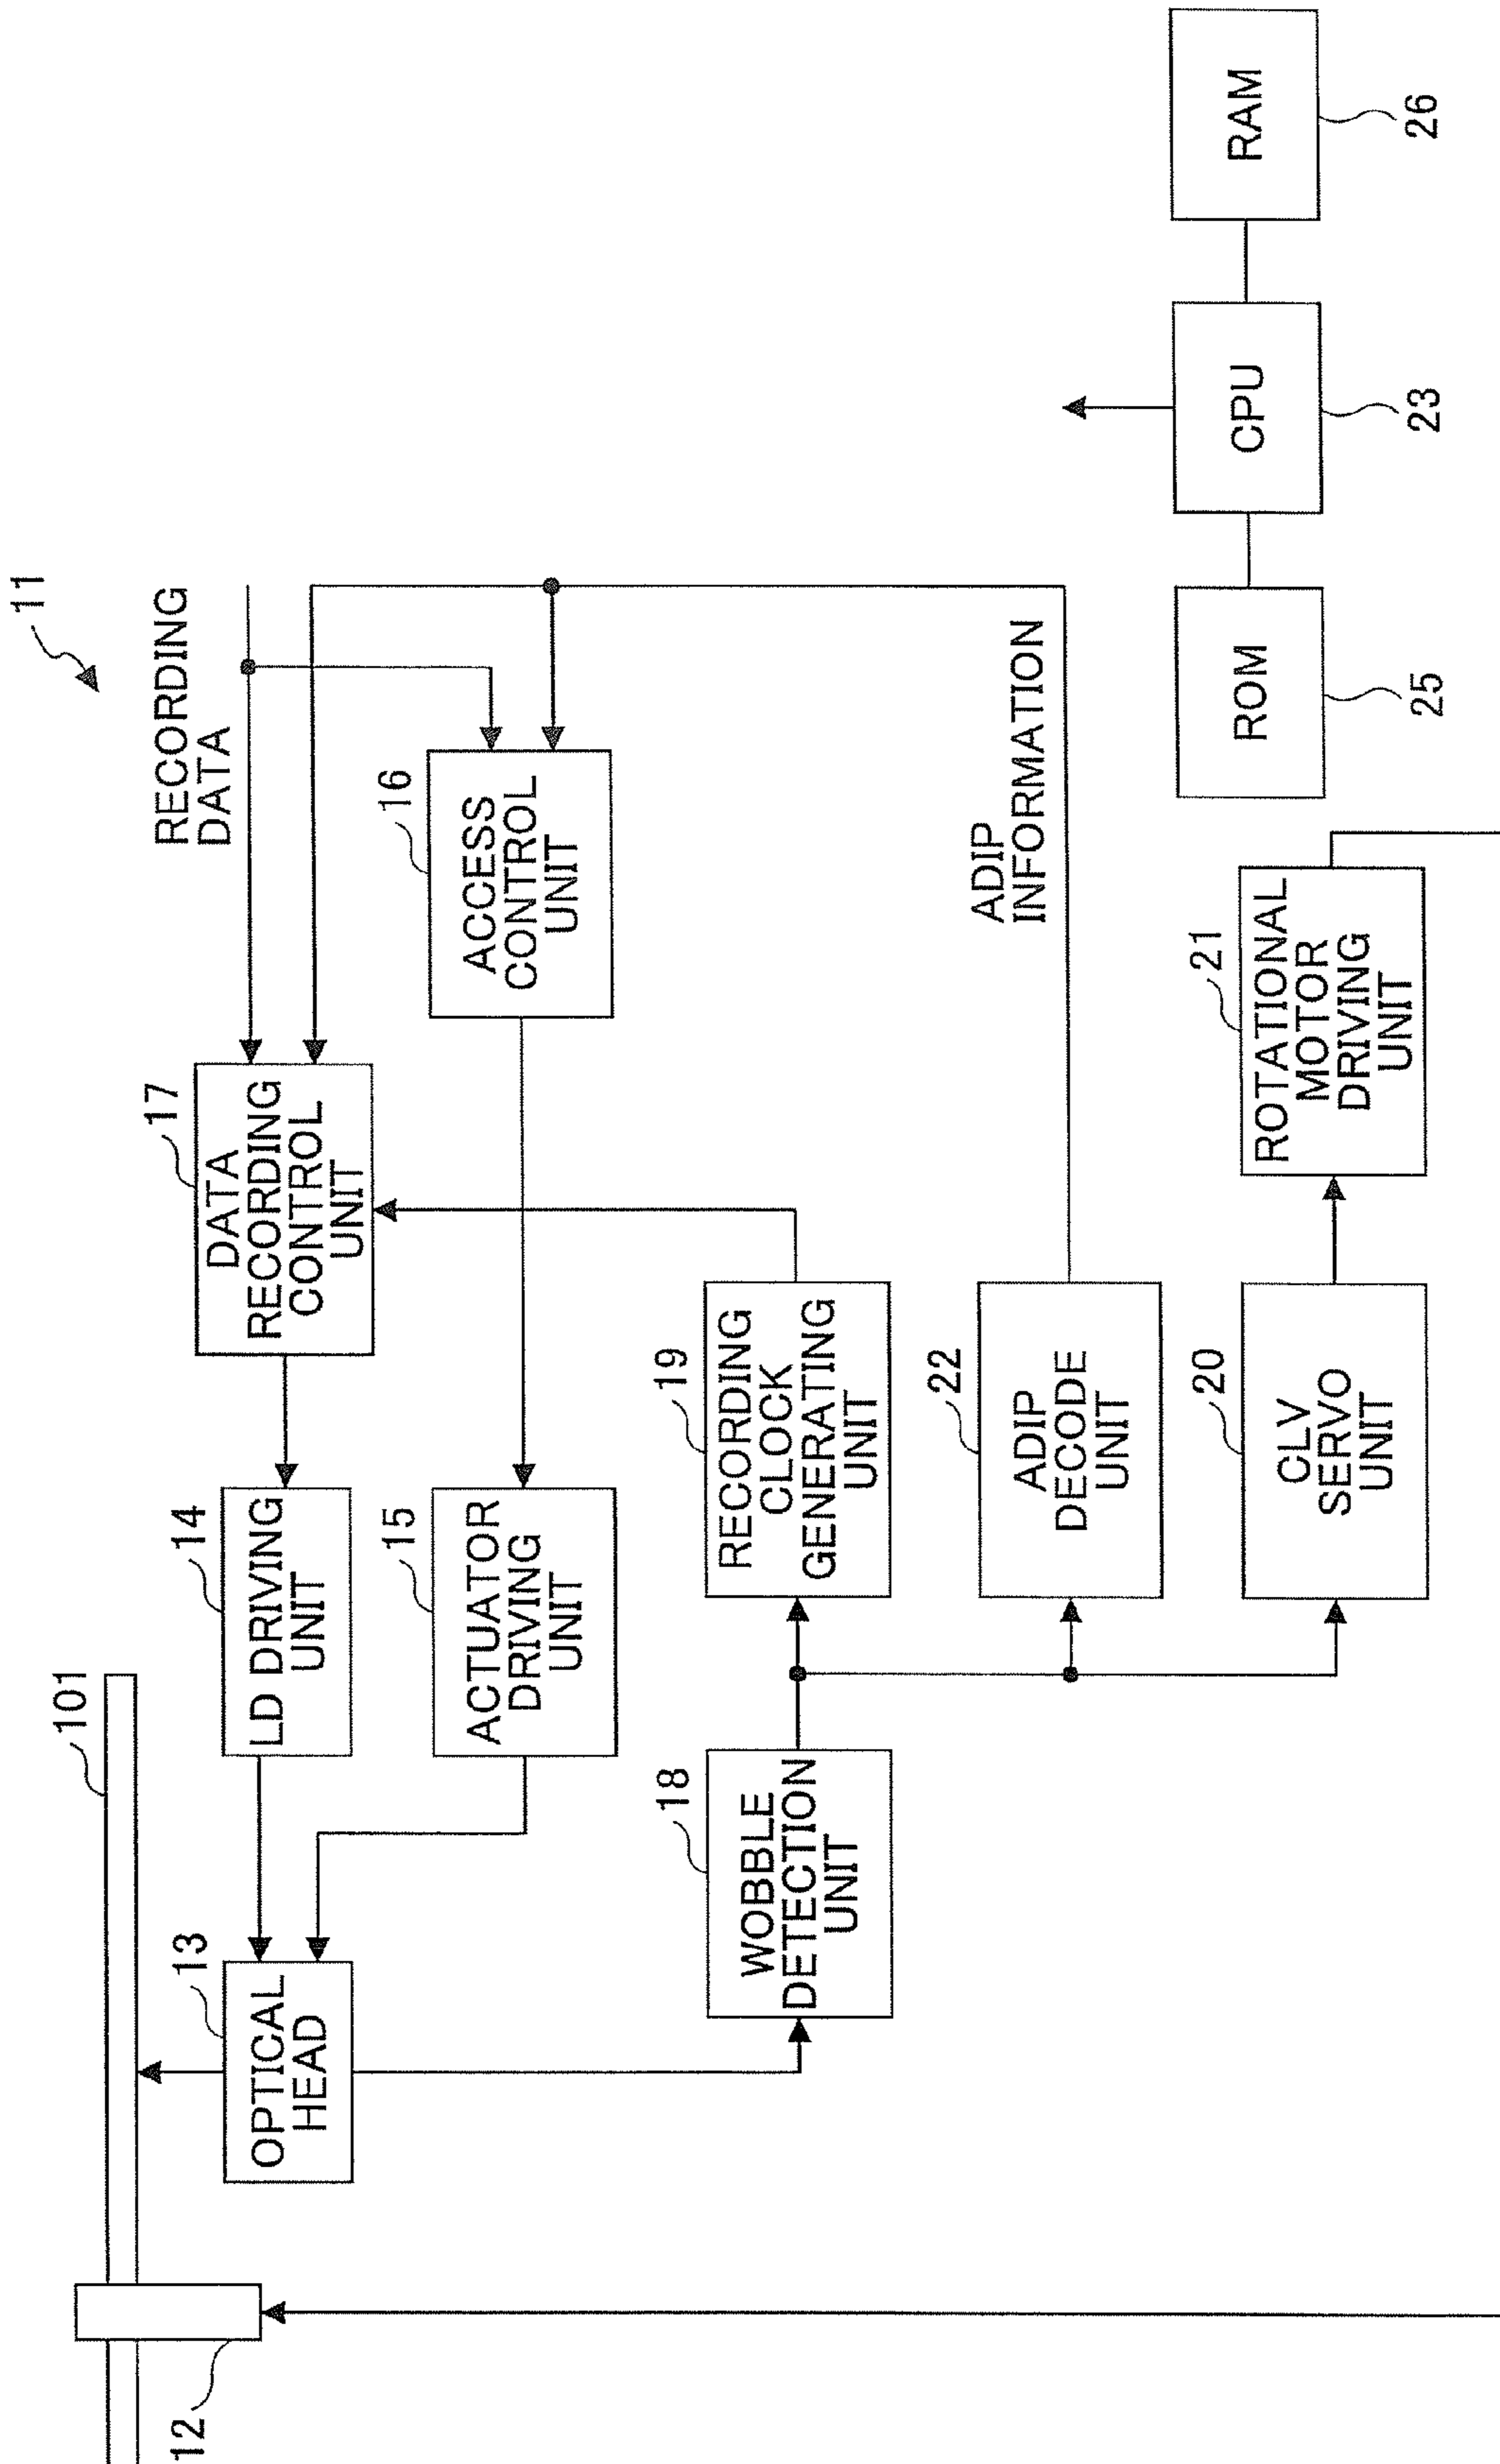 11
101
12
13
OPTICAL
HEAD
14
LD DRIVING
UNIT
17
DATA
RECORDING
CONTROL
UNIT
RECORDING
DATA
15
ACTUATOR
DRIVING
UNIT
16
ACCESS
CONTROL
UNIT
18
WOBBLE
DETECTION
UNIT
19
RECORDING
CLOCK
GENERATING
UNIT
22
ADIP
DECODE
UNIT
ADIP
INFORMATION
20
CLV
SERVO
UNIT
21
ROTATIONAL
MOTOR
DRIVING
UNIT
ROM
25
CPU
23
RAM
26